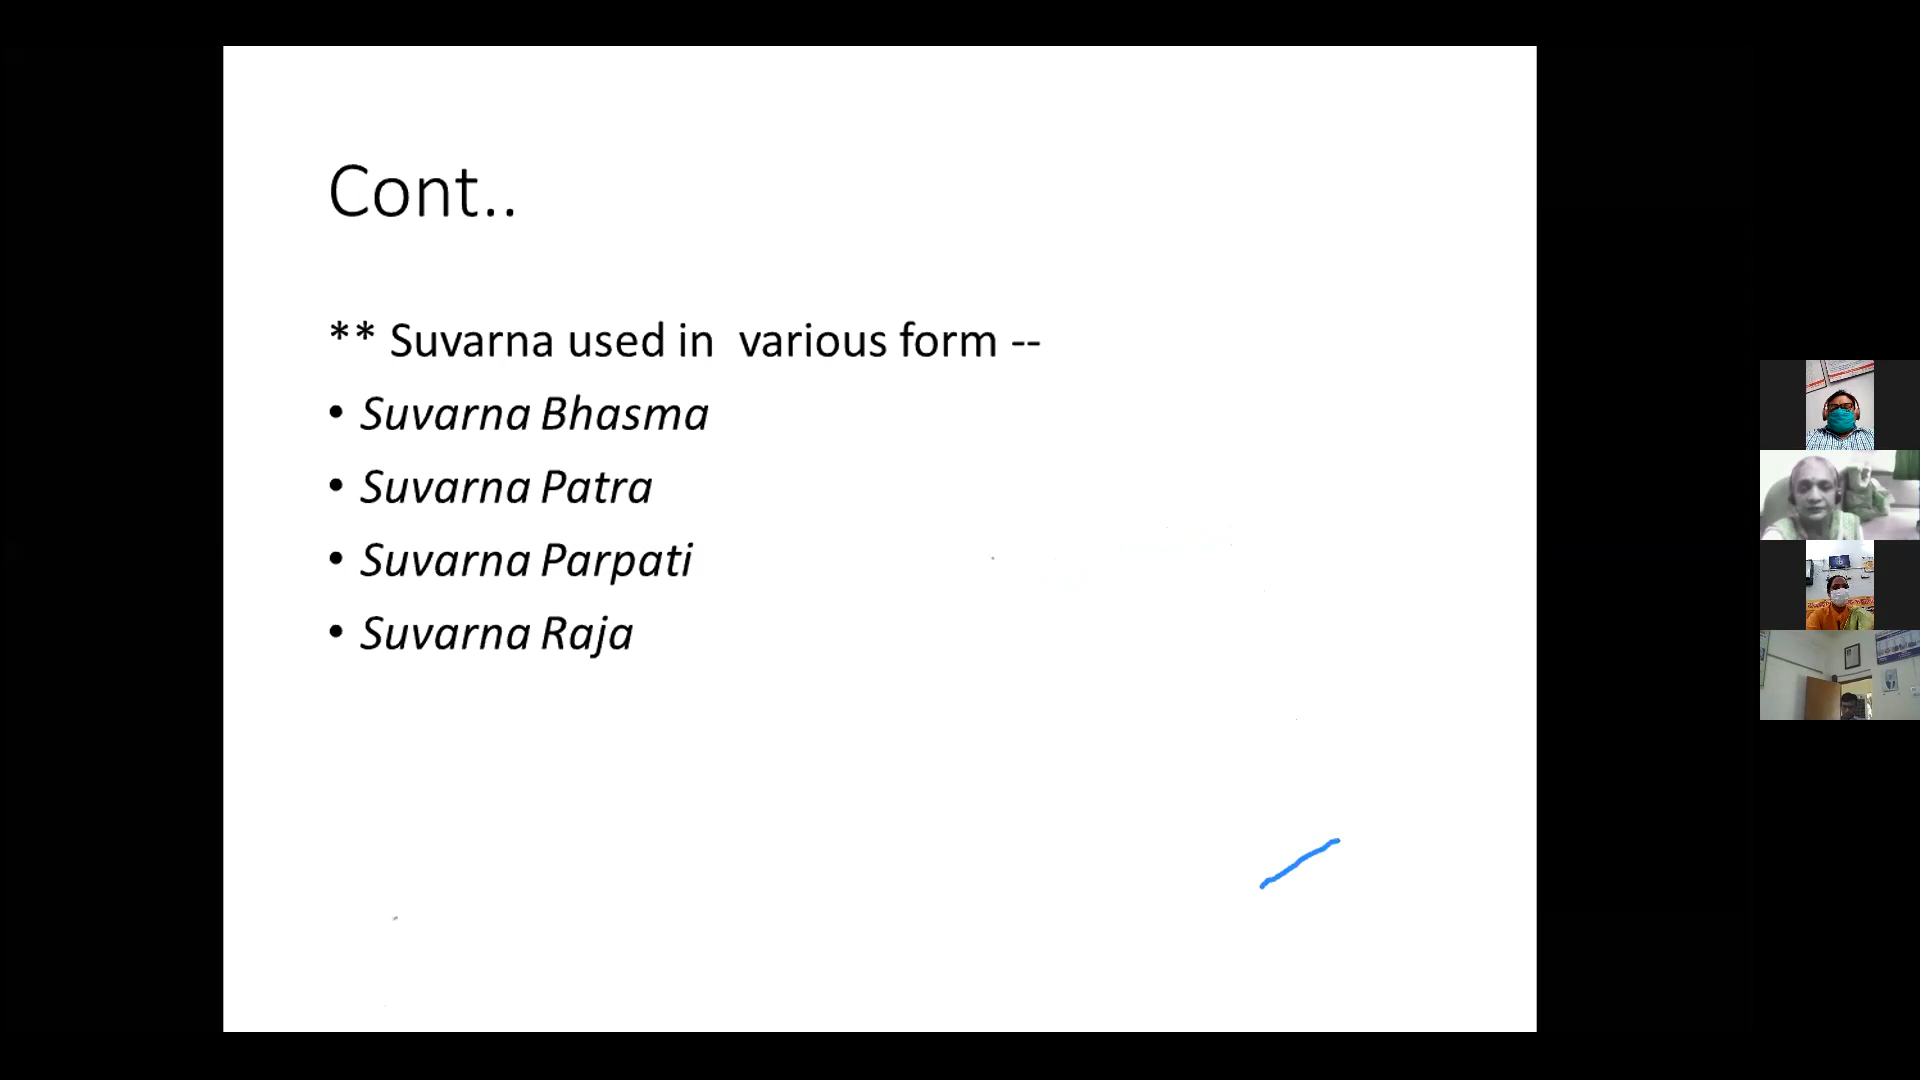 Cont..
** Suvarna used in various form --
• Suvarna Bhasma
• Suvarna Patra
• Suvarna Parpati
• Suvarna Raja